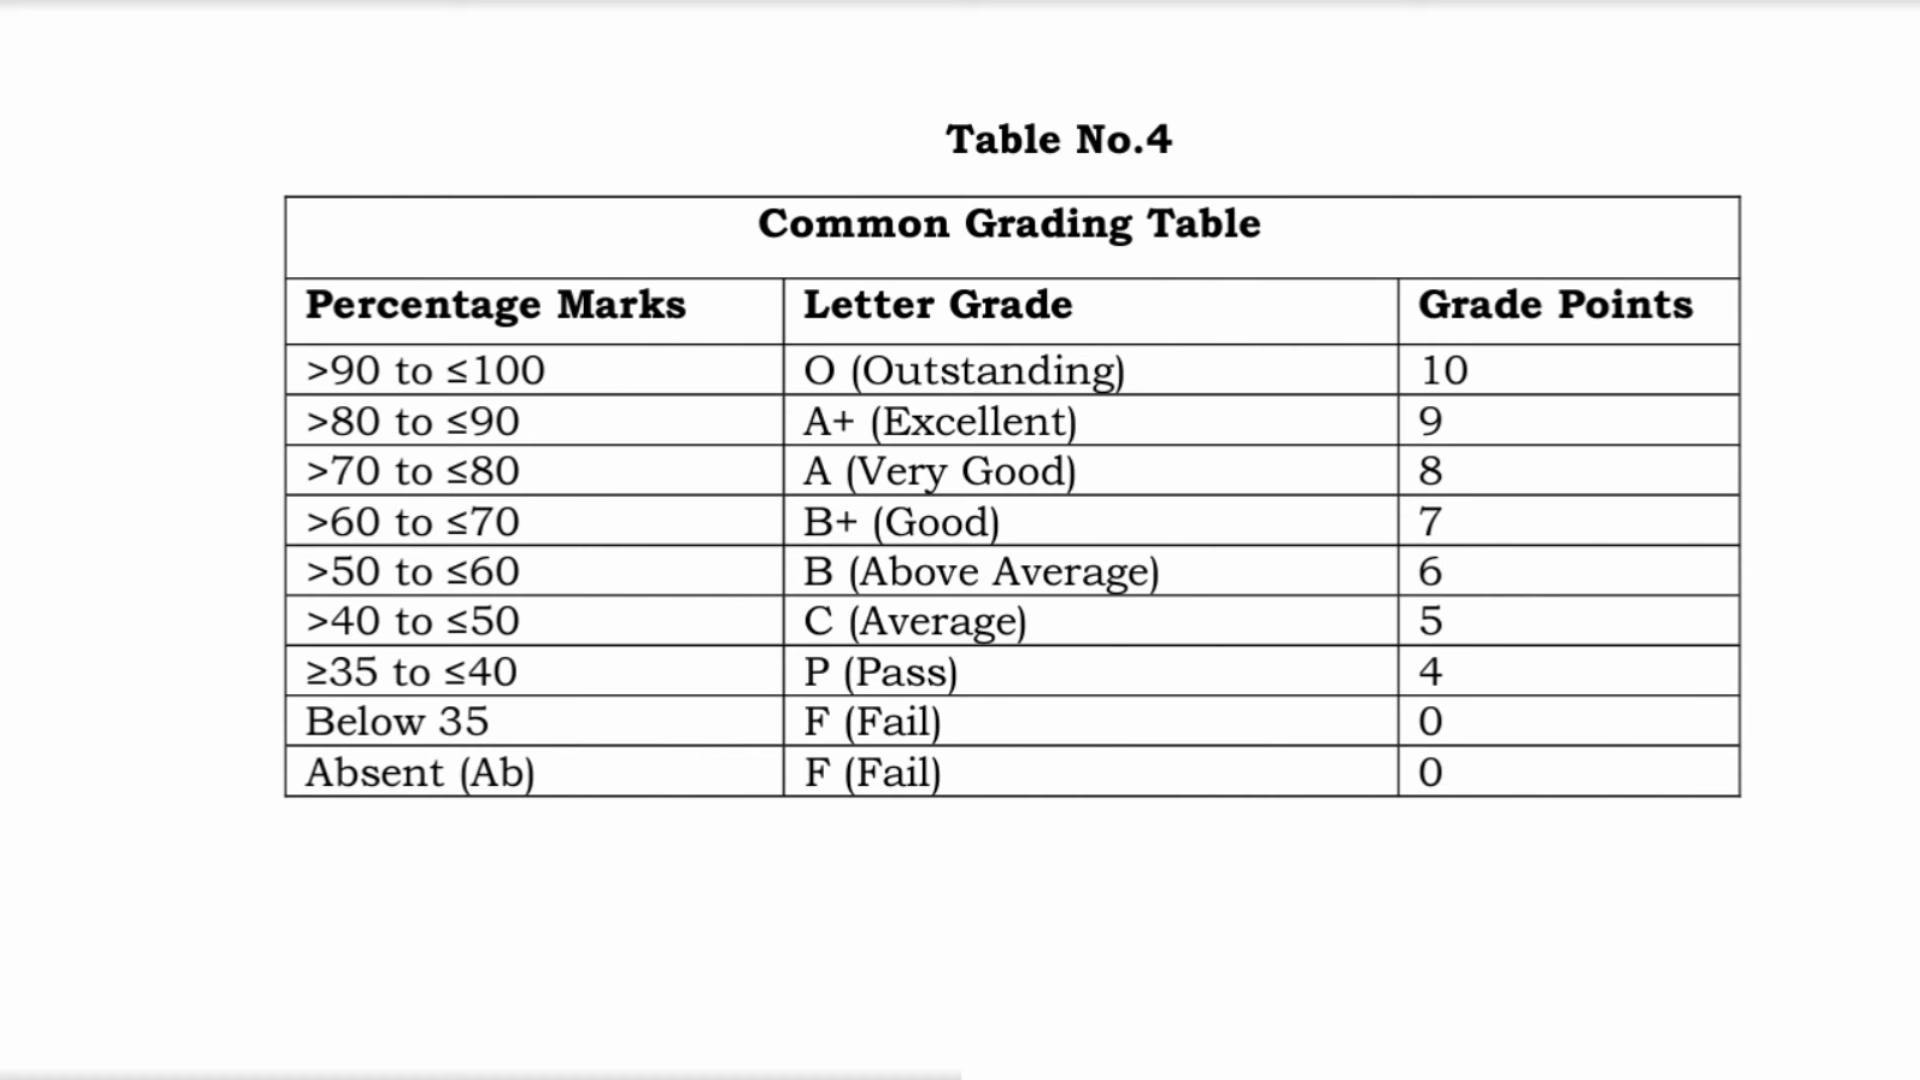 Table No.4
Common Grading Table
Percentage Marks Letter Grade Grade Points
>90 to ≤100 O (Outstanding) 10
>80 to ≤90 A+ (Excellent) 9
>70 to ≤80 A (Very Good) 8
>60 to ≤70 B+ (Good) 7
>50 to ≤60 B (Above Average) 6
>40 to ≤50 C (Average) 5
≥35 to ≤40 P (Pass) 4
Below 35 F (Fail) 0
Absent (Ab) F (Fail) 0